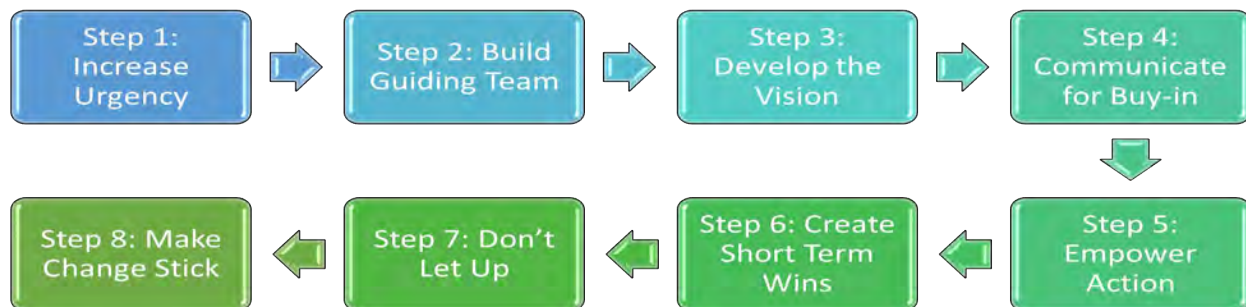 Step 1:
Increase
Urgency
Step 2: Build
Guiding Team
Step 3:
Develop the
Vision
Step 4:
Communicate
for Buy-in
Step 5:
Empower
Action
Step 6: Create
Short Term
Wins
Step 7: Don’t
Let Up
Step 8: Make
Change Stick